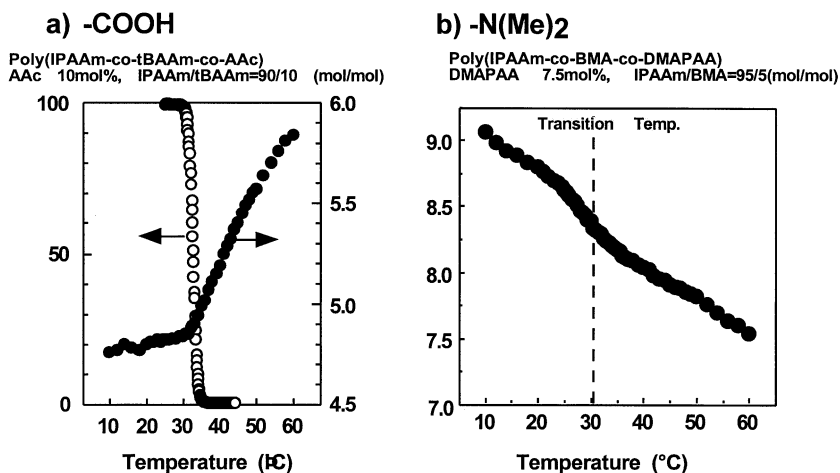 a) -COOH
Poly(IPAAm-co-tBAAm-co-AAc)
AAc 10mol%, IPAAm/tBAAm=90/10 (mol/mol)
100
50
0
6.0
5.5
5.0
4.5
10 20 30 40 50 60
Temperature (°C)
b) -N(Me)2
Poly(IPAAm-co-BMA-co-DMAPAA)
DMAPAA 7.5mol%, IPAAm/BMA=95/5(mol/mol)
Transition Temp.
9.0
8.5
8.0
7.5
7.0
10 20 30 40 50 60
Temperature (°C)